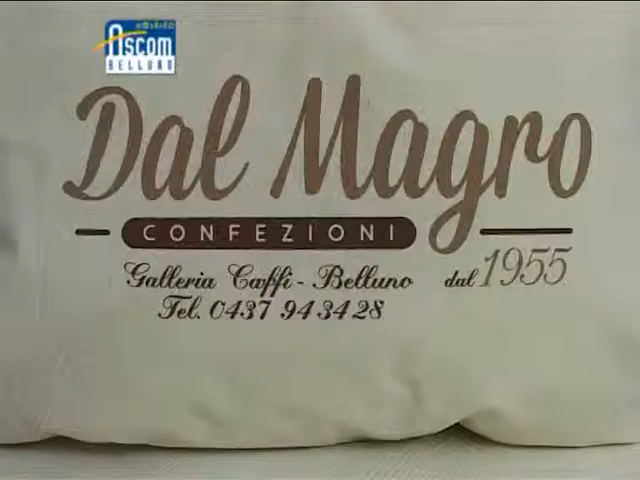 Ascom
BELLUNO
Dal Magro
CONFEZIONI
Galleria Caffi - Belluno
dal 1955
Tel. 0437 943428